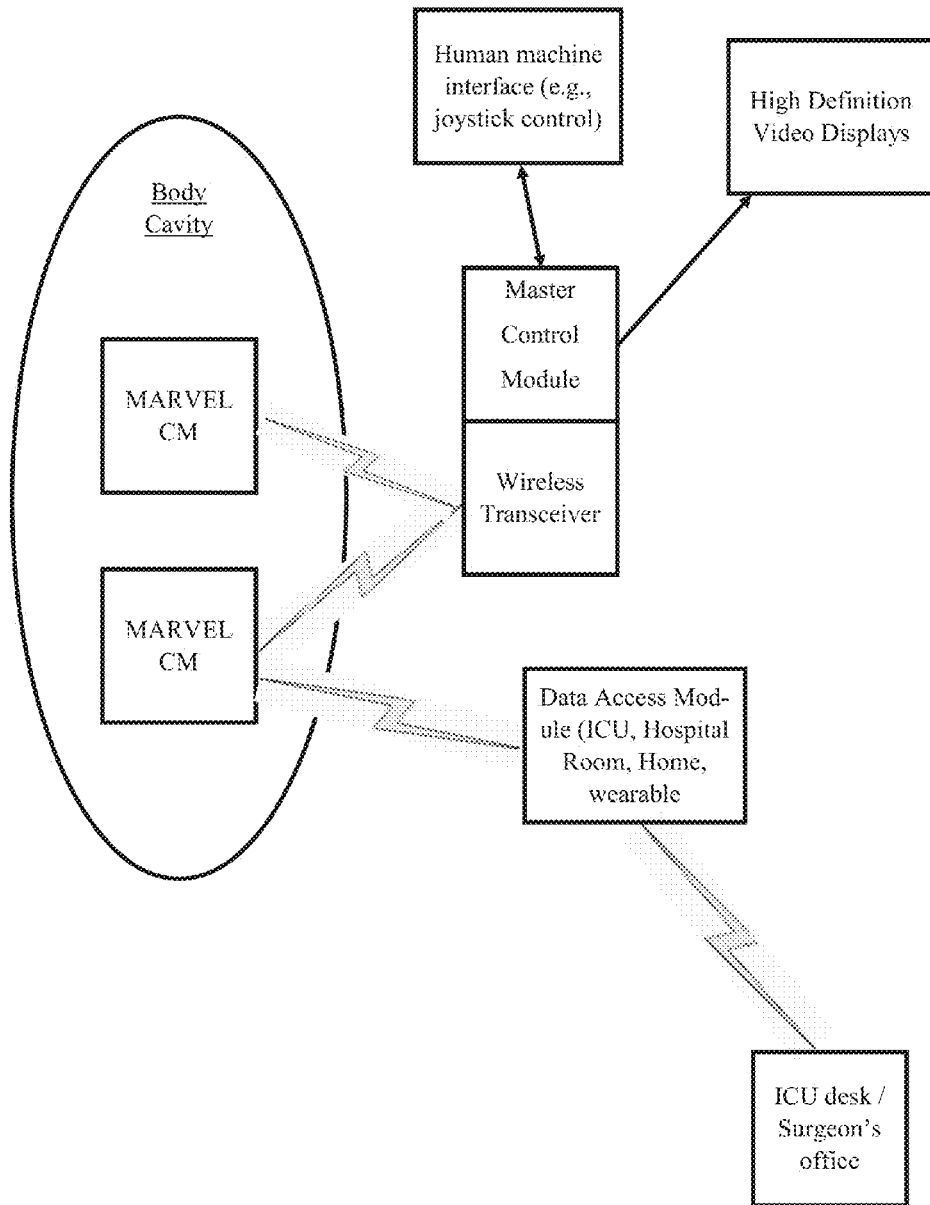 Human machine
interface (e.g.,
joystick control)
High Definition
Video Displays
Body
Cavity
Master
Control
Module
MARVEL
CM
Wireless
Transceiver
MARVEL
CM
Data Access Mod-
ule (ICU, Hospital
Room, Home,
wearable
ICU desk /
Surgeon's
office